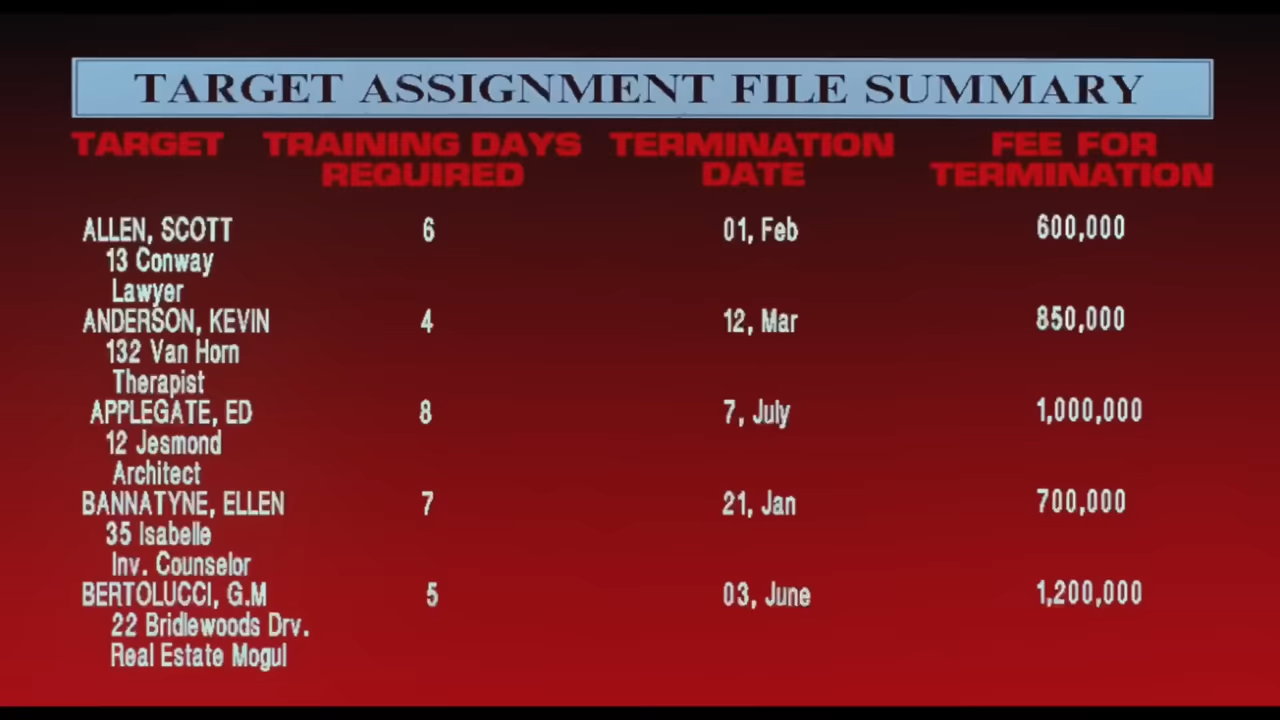 TARGET ASSIGNMENT FILE SUMMARY
TARGET TRAINING DAYS REQUIRED TERMINATION DATE FEE FOR TERMINATION
ALLEN, SCOTT 6 01, Feb 600,000
13 Conway
Lawyer
ANDERSON, KEVIN 4 12, Mar 850,000
132 Van Horn
Therapist
APPLEGATE, ED 8 7, July 1,000,000
12 Jesmond
Architect
BANNATYNE, ELLEN 7 21, Jan 700,000
35 Isabelle
Inv. Counselor
BERTOLUCCI, G.M 5 03, June 1,200,000
22 Bridlewoods Drv.
Real Estate Mogul